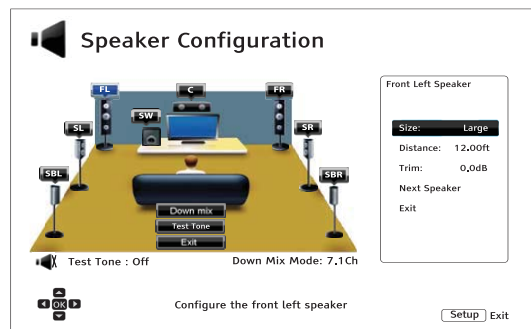 Speaker Configuration
FL
C
FR
SW
SL
SR
SBL
SBR
Down mix
Test Tone
Exit
Test Tone : Off
Down Mix Mode: 7.1Ch
Front Left Speaker
Size: Large
Distance: 12.00ft
Trim: 0.0dB
Next Speaker
Exit
OK
Configure the front left speaker
Setup Exit